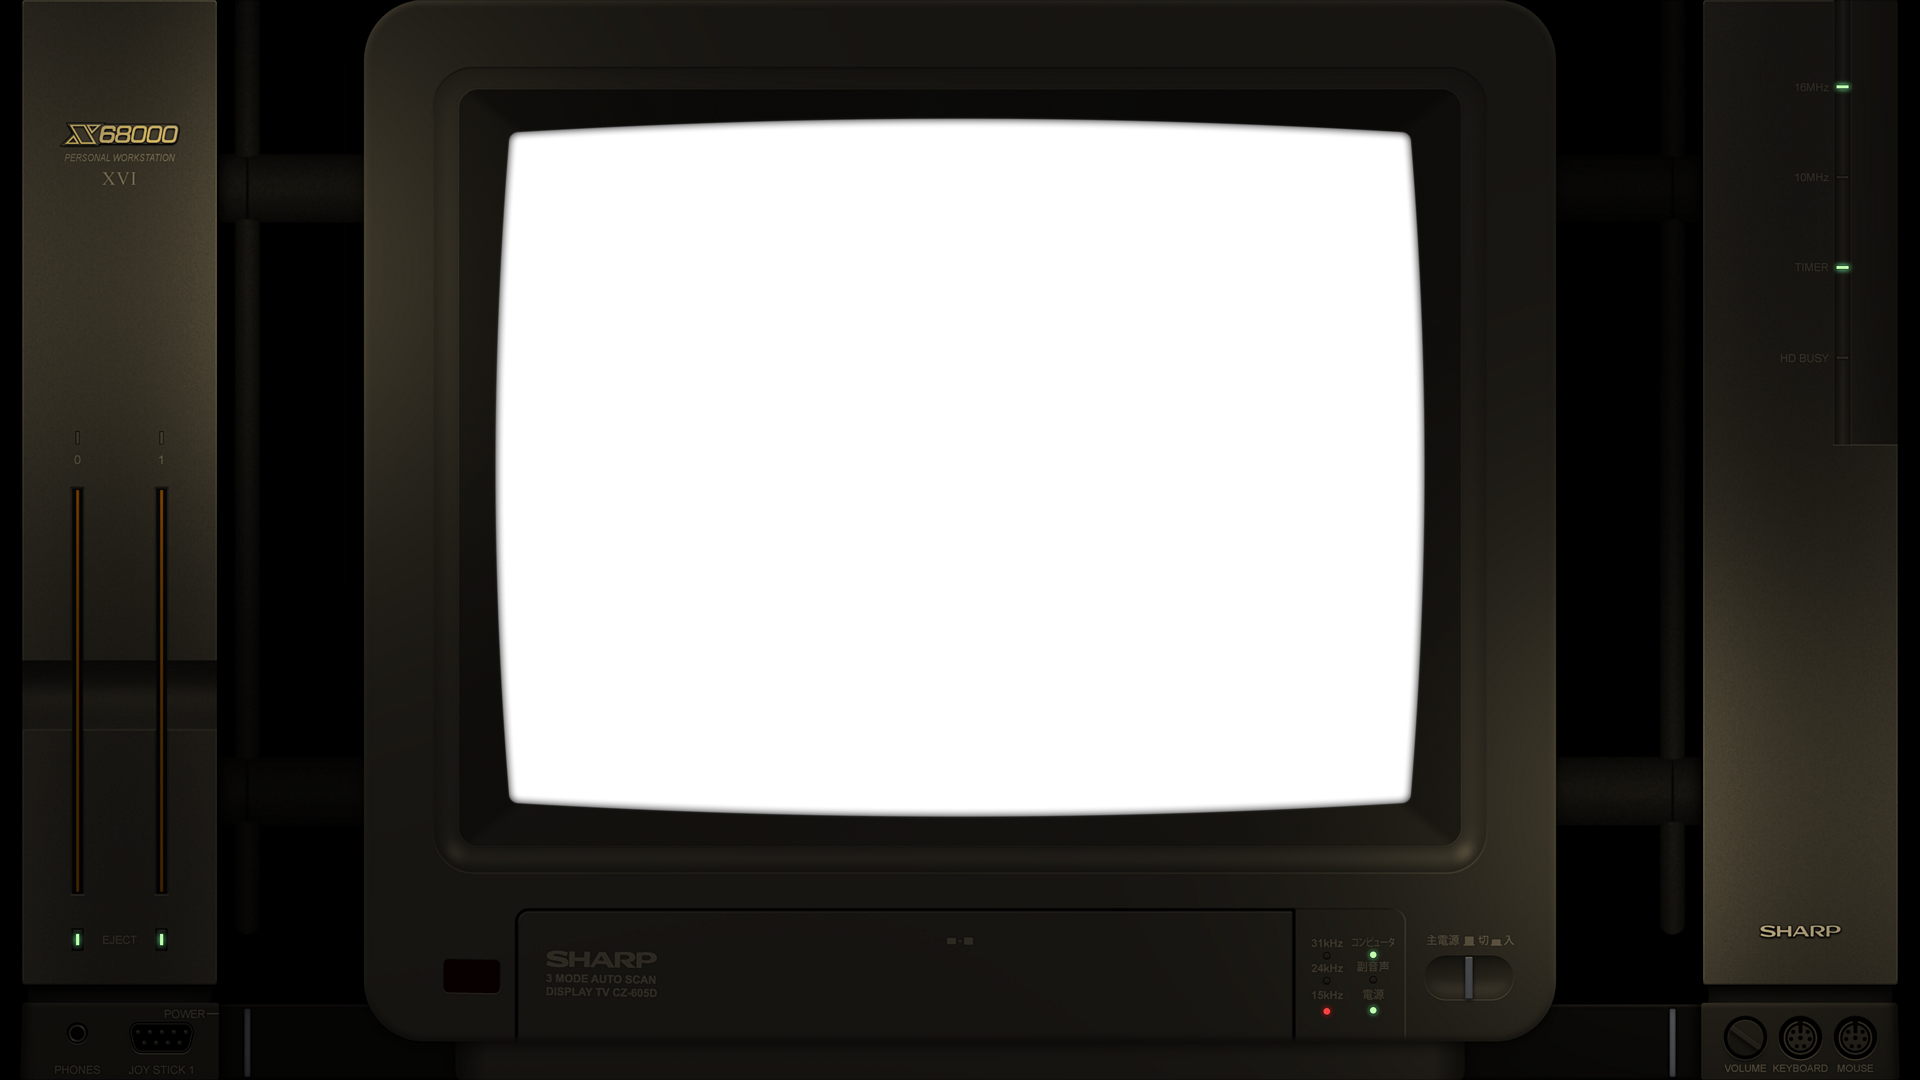 X68000
PERSONAL WORKSTATION
XVI
0 1
EJECT
POWER
PHONES
JOY STICK 1
SHARP
3 MODE AUTO SCAN
DISPLAY TV CZ-605D
31kHz コンピュータ
24kHz 副音声
15kHz 電源
主電源 切 入
16MHz
10MHz
TIMER
HD BUSY
SHARP
VOLUME KEYBOARD MOUSE